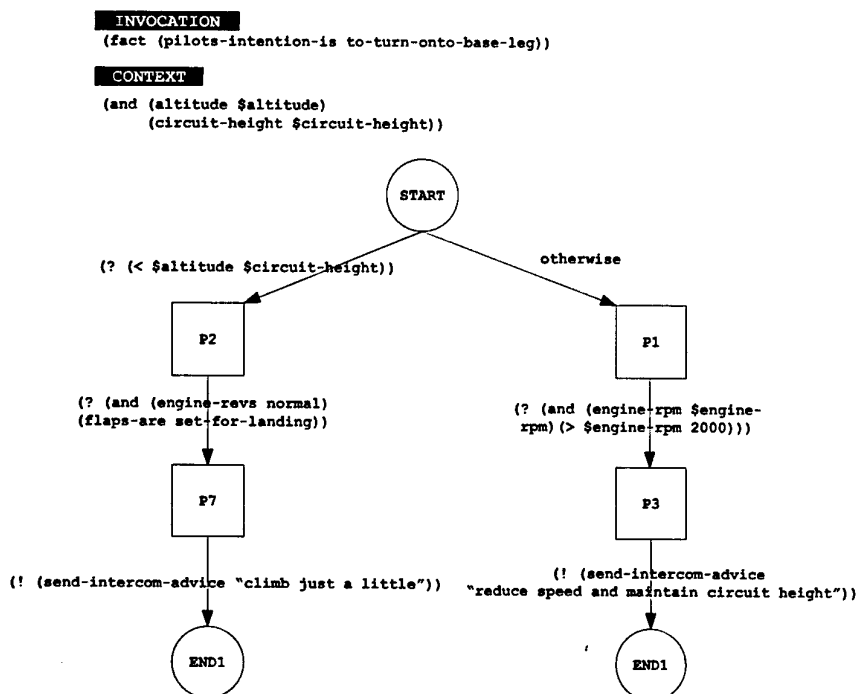 INVOCATION
(fact (pilots-intention-is to-turn-onto-base-leg))
CONTEXT
(and (altitude $altitude)
(circuit-height $circuit-height))
START
(? (< $altitude $circuit-height))
otherwise
P2
P1
(? (and (engine-revs normal)
(flaps-are set-for-landing))
(? (and (engine-rpm $engine-
rpm)(> $engine-rpm 2000)))
P7
P3
(! (send-intercom-advice “climb just a little”))
(! (send-intercom-advice
“reduce speed and maintain circuit height”))
END1
END1